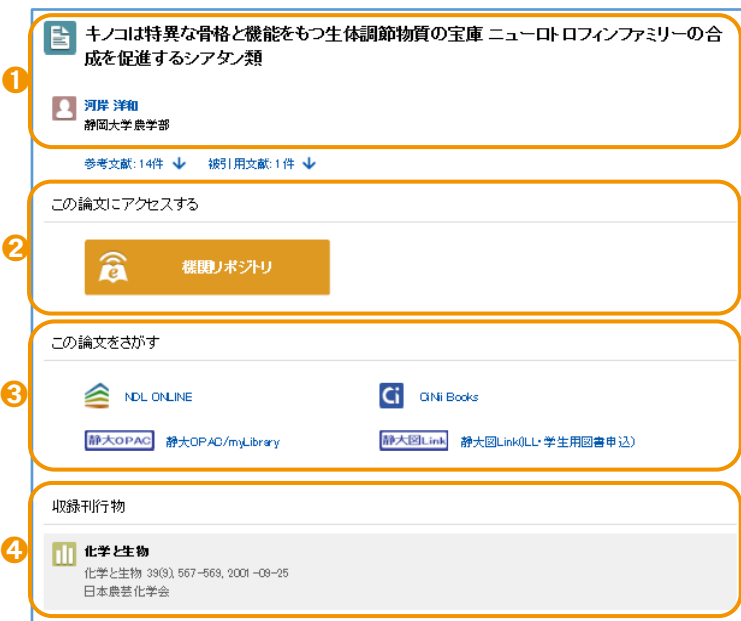 キノコは特異な骨格と機能をもつ生体調節物質の宝庫 ニューロトロフィンファミリーの合
成を促進するシアタン類
❶
河岸 洋和
静岡大学農学部
参考文献:14件 ↓ 被引用文献:1件 ↓
この論文にアクセスする
❷
e 機関リポジトリ
この論文をさがす
❸
NDL ONLINE
Ci CiNii Books
静大OPAC 静大OPAC/myLibrary
静大図Link 静大図Link(ILL・学生用図書申込)
収録刊行物
❹
化学と生物
化学と生物 39(9), 567-569, 2001-09-25
日本農芸化学会